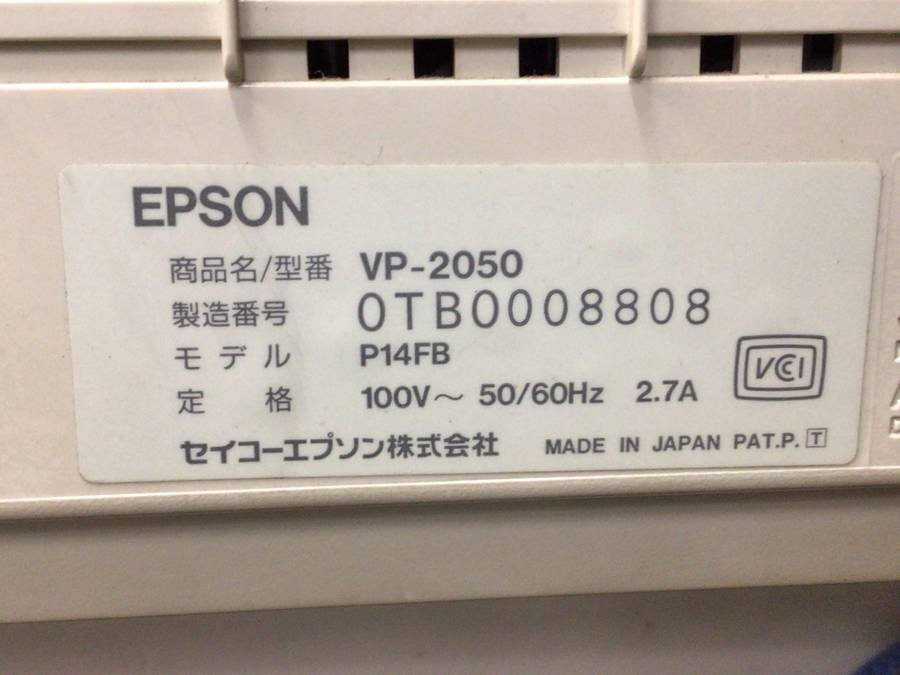 EPSON
商品名/型番 VP-2050
製造番号 0TB0008808
モデル P14FB
定 格 100V～ 50/60Hz 2.7A
VCCI
セイコーエプソン株式会社 MADE IN JAPAN PAT.P. T